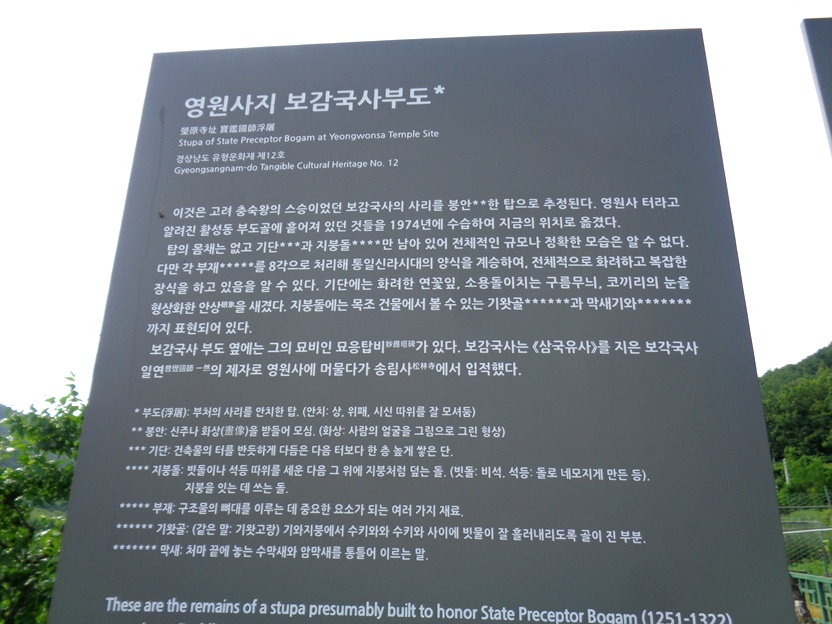 영원사지 보감국사부도*
瑩原寺址 寶鑑國師浮屠
Stupa of State Preceptor Bogam at Yeongwonsa Temple Site
경상남도 유형문화재 제12호
Gyeongsangnam-do Tangible Cultural Heritage No. 12
이것은 고려 충숙왕의 스승이었던 보감국사의 사리를 봉안**한 탑으로 추정된다. 영원사 터라고
알려진 활성동 부도골에 흩어져 있던 것들을 1974년에 수습하여 지금의 위치로 옮겼다.
탑의 몸체는 없고 기단***과 지붕돌****만 남아 있어 전체적인 규모나 정확한 모습은 알 수 없다.
다만 각 부재*****를 8각으로 처리해 통일신라시대의 양식을 계승하여, 전체적으로 화려하고 복잡한
장식을 하고 있음을 알 수 있다. 기단에는 화려한 연꽃잎, 소용돌이치는 구름무늬, 코끼리의 눈을
형상화한 안상眼象을 새겼다. 지붕돌에는 목조 건물에서 볼 수 있는 기왓골******과 막새기와*******
까지 표현되어 있다.
보감국사 부도 옆에는 그의 묘비인 묘응탑비妙應塔碑가 있다. 보감국사는 《삼국유사》를 지은 보각국사
일연普覺國師 一然의 제자로 영원사에 머물다가 송림사松林寺에서 입적했다.
* 부도(浮屠): 부처의 사리를 안치한 탑. (안치: 상, 위패, 시신 따위를 잘 모셔둠)
** 봉안: 신주나 화상(畫像)을 받들어 모심. (화상: 사람의 얼굴을 그림으로 그린 형상)
*** 기단: 건축물의 터를 반듯하게 다듬은 다음 터보다 한 층 높게 쌓은 단.
**** 지붕돌: 빗돌이나 석등 따위를 세운 다음 그 위에 지붕처럼 덮는 돌. (빗돌: 비석. 석등: 돌로 네모지게 만든 등).
지붕을 잇는 데 쓰는 돌.
***** 부재: 구조물의 뼈대를 이루는 데 중요한 요소가 되는 여러 가지 재료.
****** 기왓골: (같은 말: 기왓고랑) 기와지붕에서 수키와와 수키와 사이에 빗물이 잘 흘러내리도록 골이 진 부분.
******* 막새: 처마 끝에 놓는 수막새와 암막새를 통틀어 이르는 말.
These are the remains of a stupa presumably built to honor State Preceptor Bogam (1251-1322)